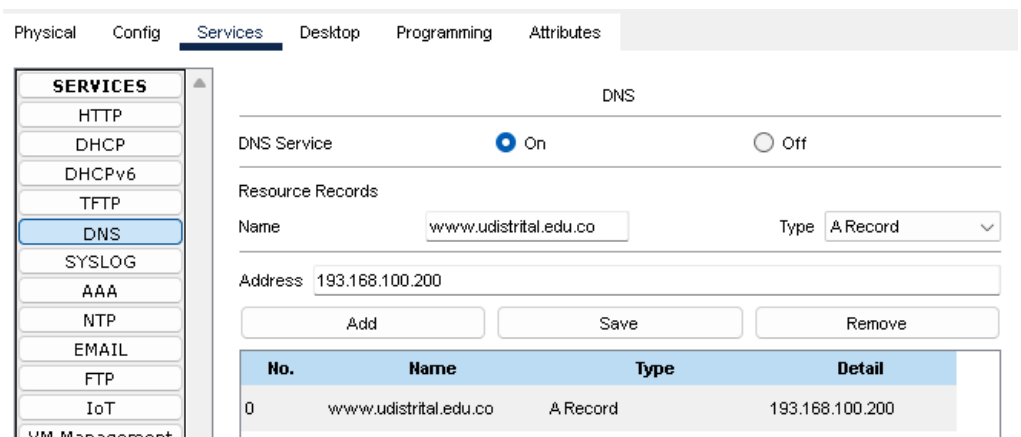 Physical Config Services Desktop Programming Attributes
SERVICES
HTTP
DHCP
DHCPv6
TFTP
DNS
SYSLOG
AAA
NTP
EMAIL
FTP
IoT
VM Management
DNS
DNS Service On Off
Resource Records
Name www.udistrital.edu.co Type A Record
Address 193.168.100.200
Add Save Remove
No. Name Type Detail
0 www.udistrital.edu.co A Record 193.168.100.200